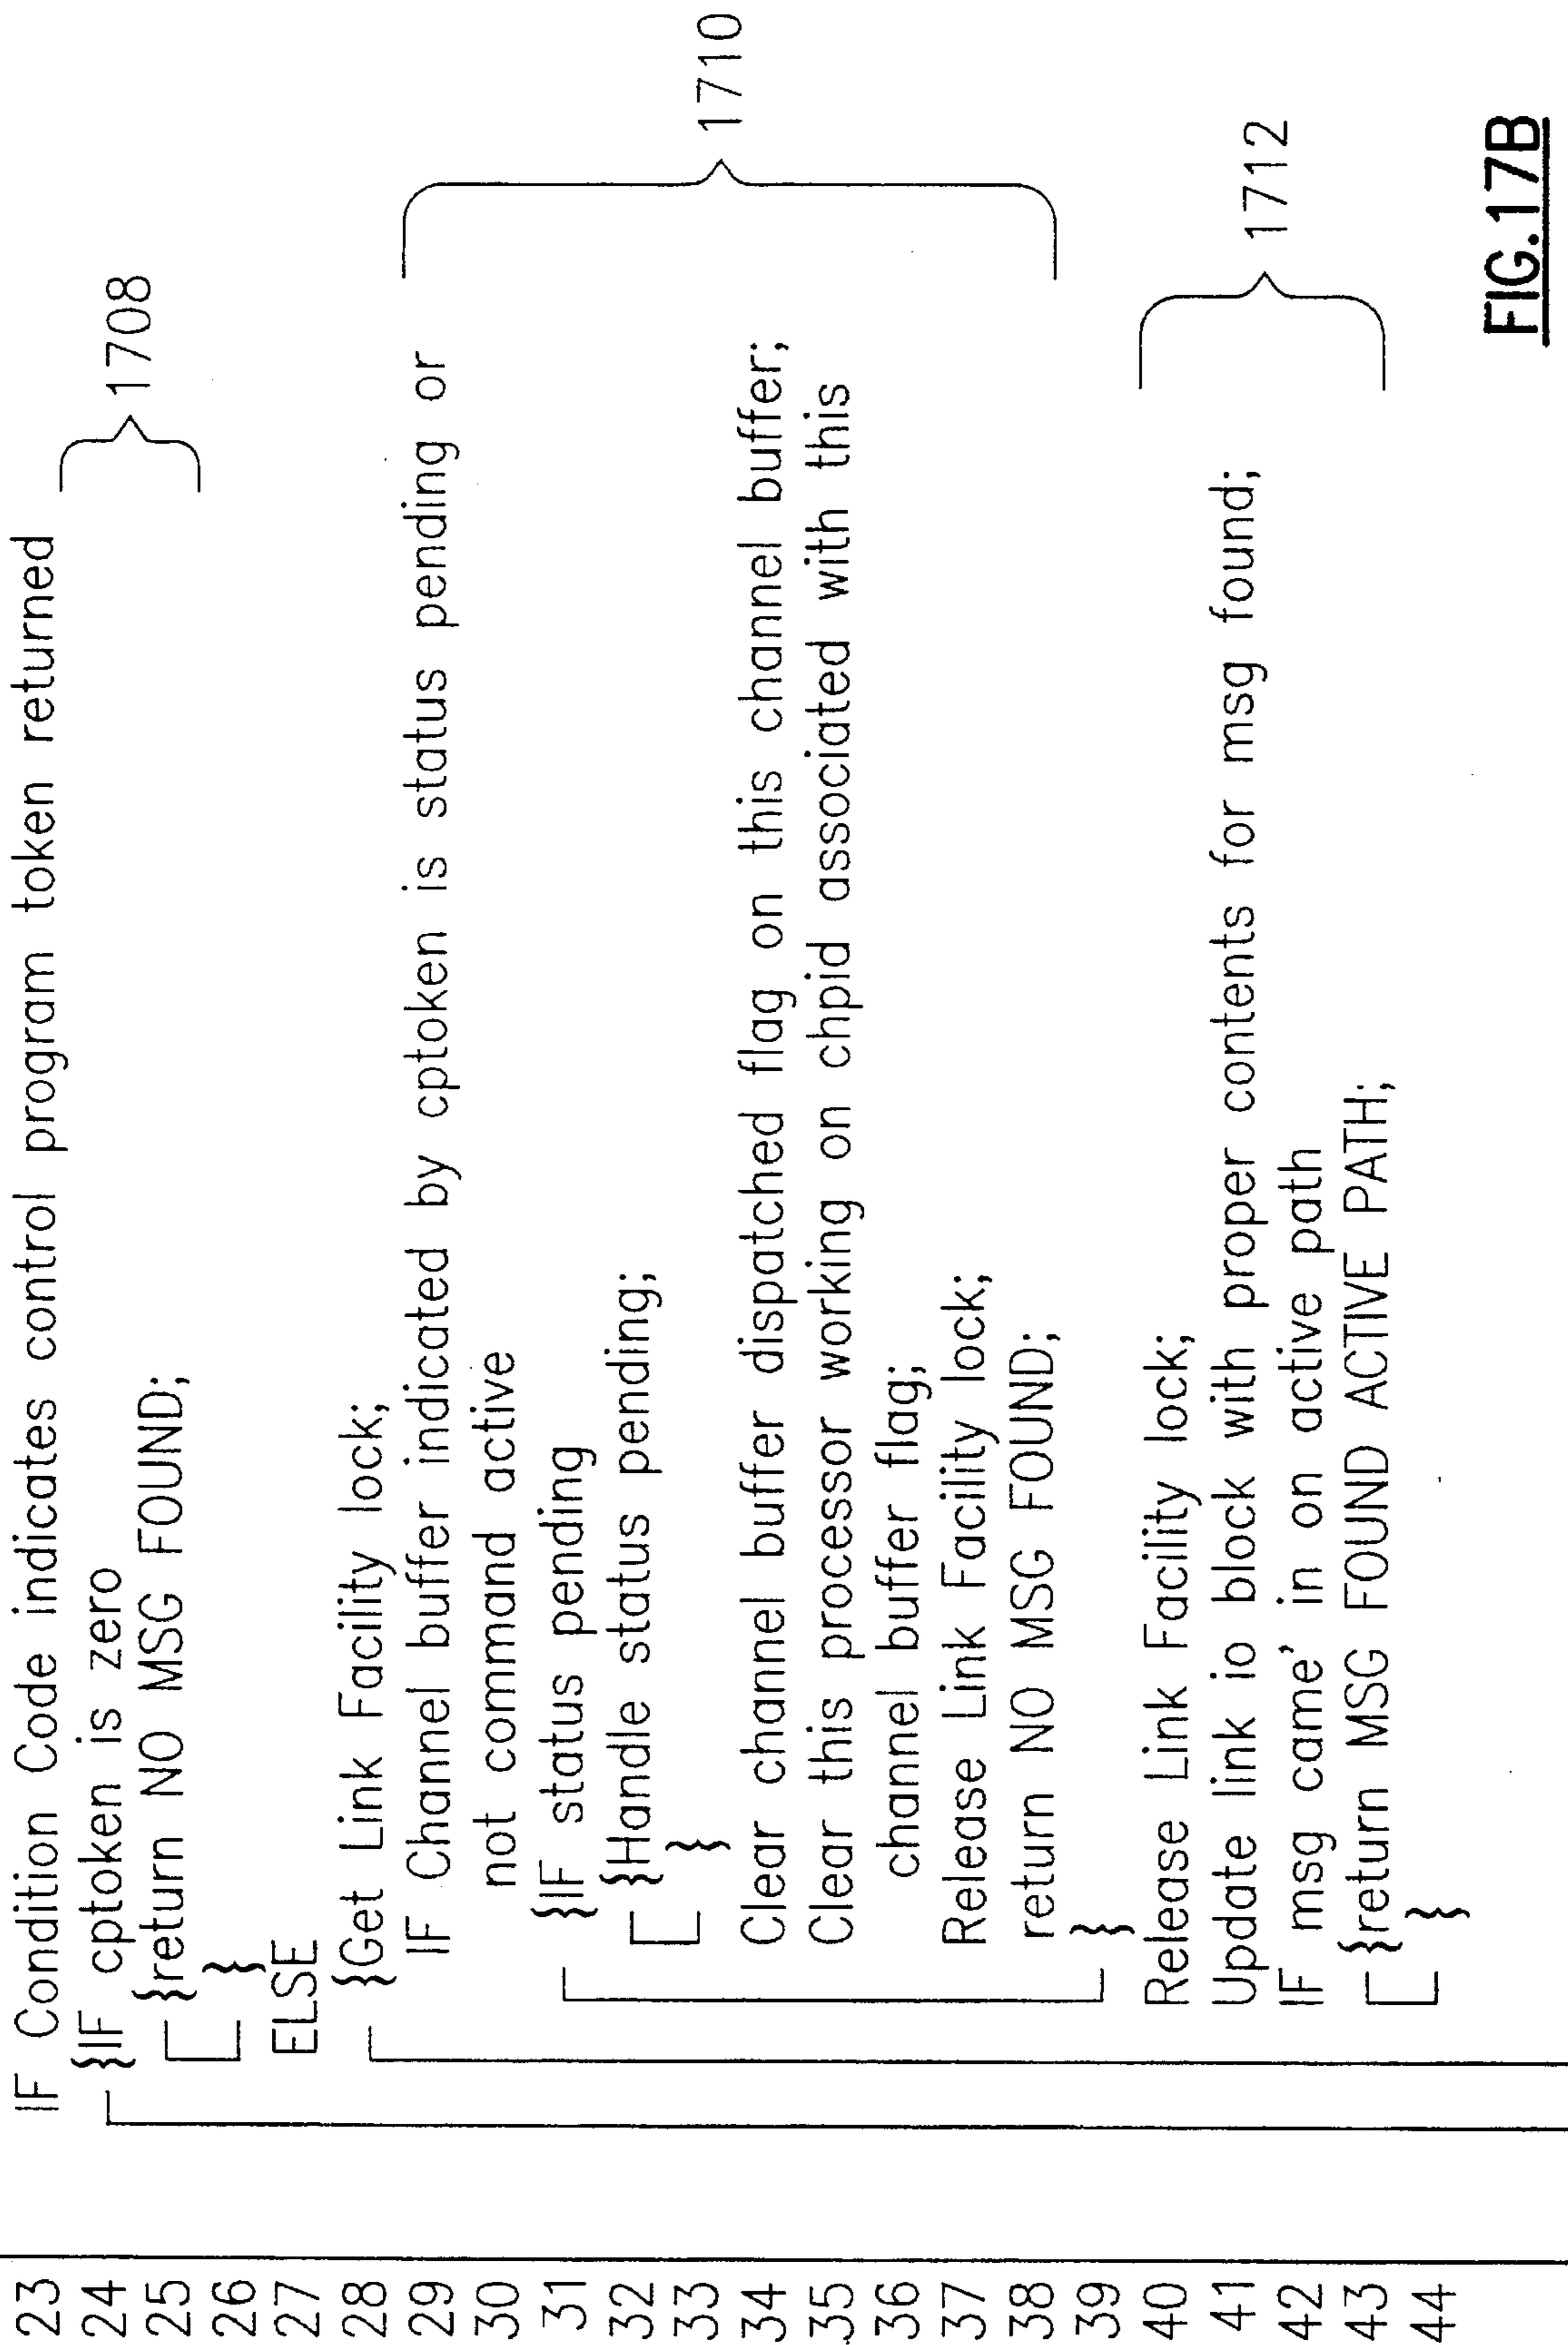 23 IF Condition Code indicates control program token returned
24 {IF cptoken is zero
25 {return NO MSG FOUND;
26 }
27 ELSE
28 {Get Link Facility lock;
29 IF Channel buffer indicated by cptoken is status pending or
30 not command active
31 {IF status pending
32 {Handle status pending;
33 }
34 Clear channel buffer dispatched flag on this channel buffer;
35 Clear this processor working on chpid associated with this
36 channel buffer flag;
37 Release Link Facility lock;
38 return NO MSG FOUND;
39 }
40 Release Link Facility lock;
41 Update link io block with proper contents for msg found;
42 IF msg came' in on active path
43 {return MSG FOUND ACTIVE PATH;
44 }
1708
1710
1712
FIG.17B